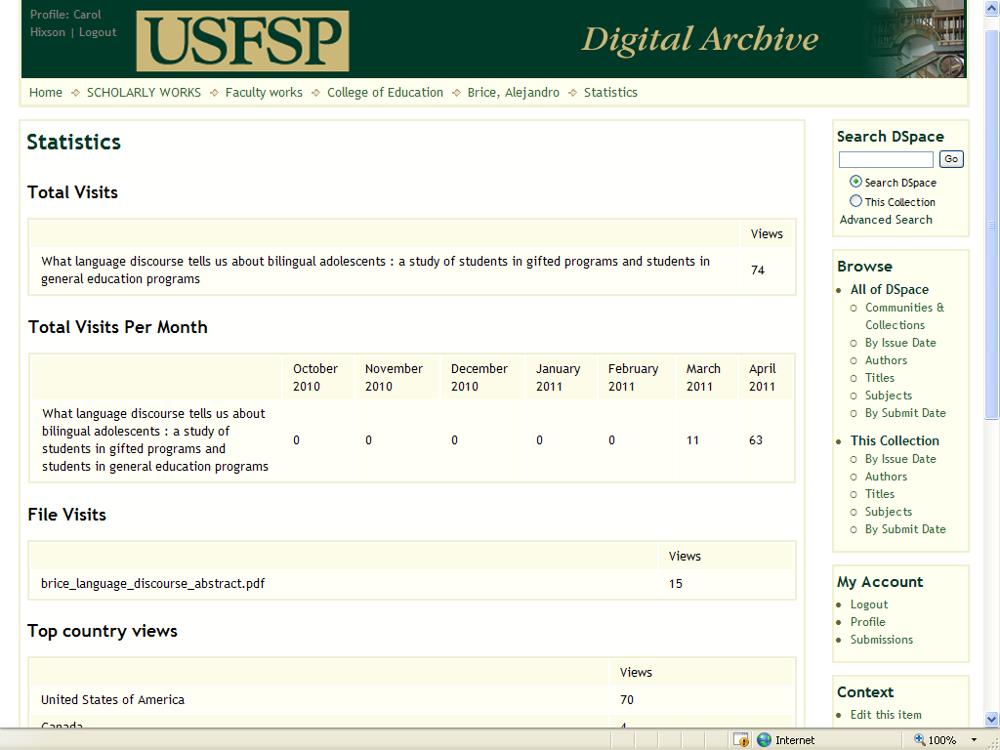 Profile: Carol
Hixson | Logout
USFSP
Digital Archive
Home SCHOLARLY WORKS Faculty works College of Education Brice, Alejandro Statistics
Statistics
Total Visits
Views
What language discourse tells us about bilingual adolescents : a study of students in gifted programs and students in
general education programs
74
Total Visits Per Month
October November December January February March April
2010 2010 2010 2011 2011 2011 2011
What language discourse tells us about
bilingual adolescents : a study of
students in gifted programs and
students in general education programs
0 0 0 0 0 11 63
File Visits
Views
brice_language_discourse_abstract.pdf 15
Top country views
Views
United States of America 70
Canada 4
Search DSpace
Go
Search DSpace
This Collection
Advanced Search
Browse
All of DSpace
Communities &
Collections
By Issue Date
Authors
Titles
Subjects
By Submit Date
This Collection
By Issue Date
Authors
Titles
Subjects
By Submit Date
My Account
Logout
Profile
Submissions
Context
Edit this item
Internet 100%